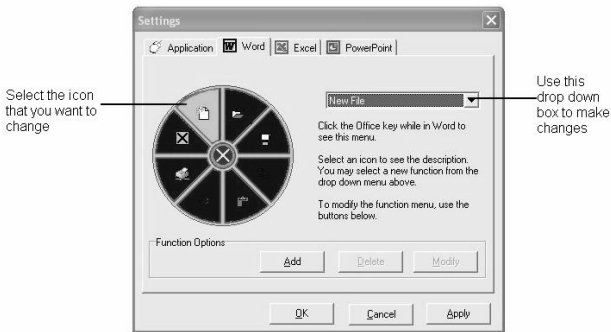 Settings
Application
Word
Excel
PowerPoint
Select the icon
that you want to
change
New File
Use this
drop down
box to make
changes
Click the Office key while in Word to
see this menu.
Select an icon to see the description.
You may select a new function from the
drop down menu above.
To modify the function menu, use the
buttons below.
Function Options
Add
Delete
Modify
OK
Cancel
Apply